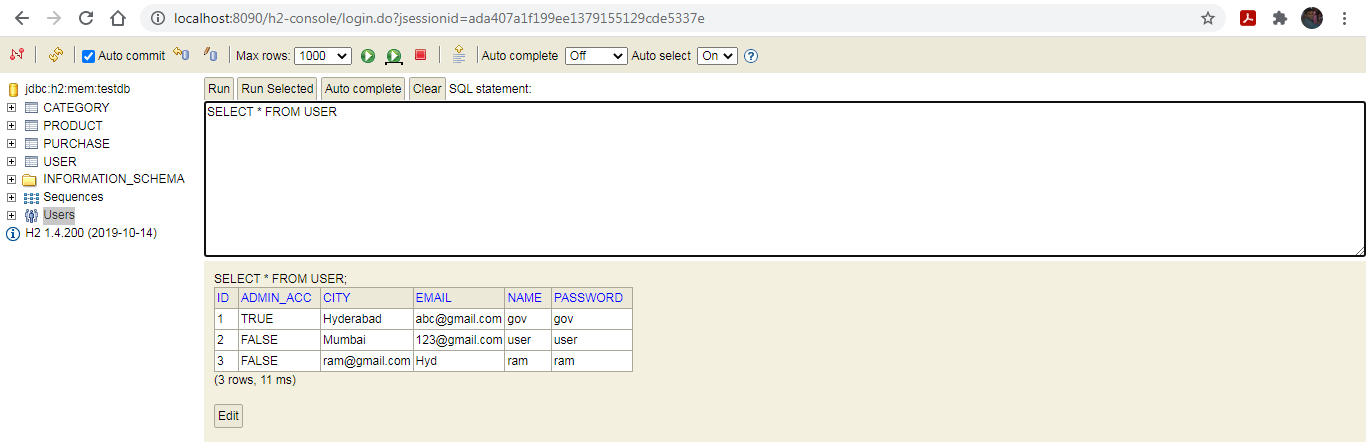 localhost:8090/h2-console/login.do?jsessionid=ada407a1f199ee1379155129cde5337e
Auto commit Max rows: 1000 Auto complete Off Auto select On ?
jdbc:h2:mem:testdb
CATEGORY
PRODUCT
PURCHASE
USER
INFORMATION_SCHEMA
Sequences
Users
H2 1.4.200 (2019-10-14)
Run Run Selected Auto complete Clear SQL statement:
SELECT * FROM USER
SELECT * FROM USER;
ID ADMIN_ACC CITY EMAIL NAME PASSWORD
1 TRUE Hyderabad abc@gmail.com gov gov
2 FALSE Mumbai 123@gmail.com user user
3 FALSE ram@gmail.com Hyd ram ram
(3 rows, 11 ms)
Edit